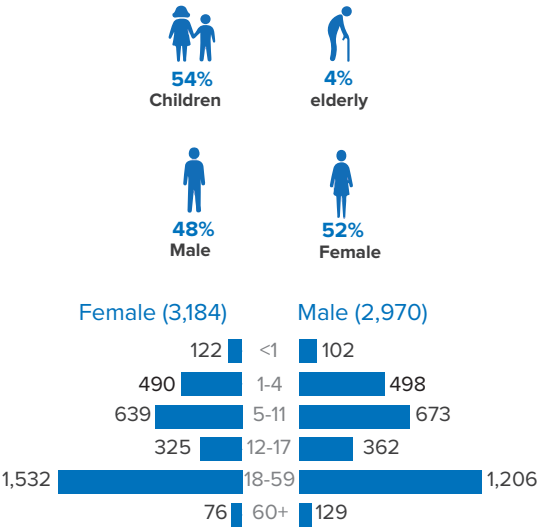 54% 4%
Children elderly
48% 52%
Male Female
Female (3,184) Male (2,970)
122 <1 102
490 1-4 498
639 5-11 673
325 12-17 362
1,532 18-59 1,206
76 60+ 129